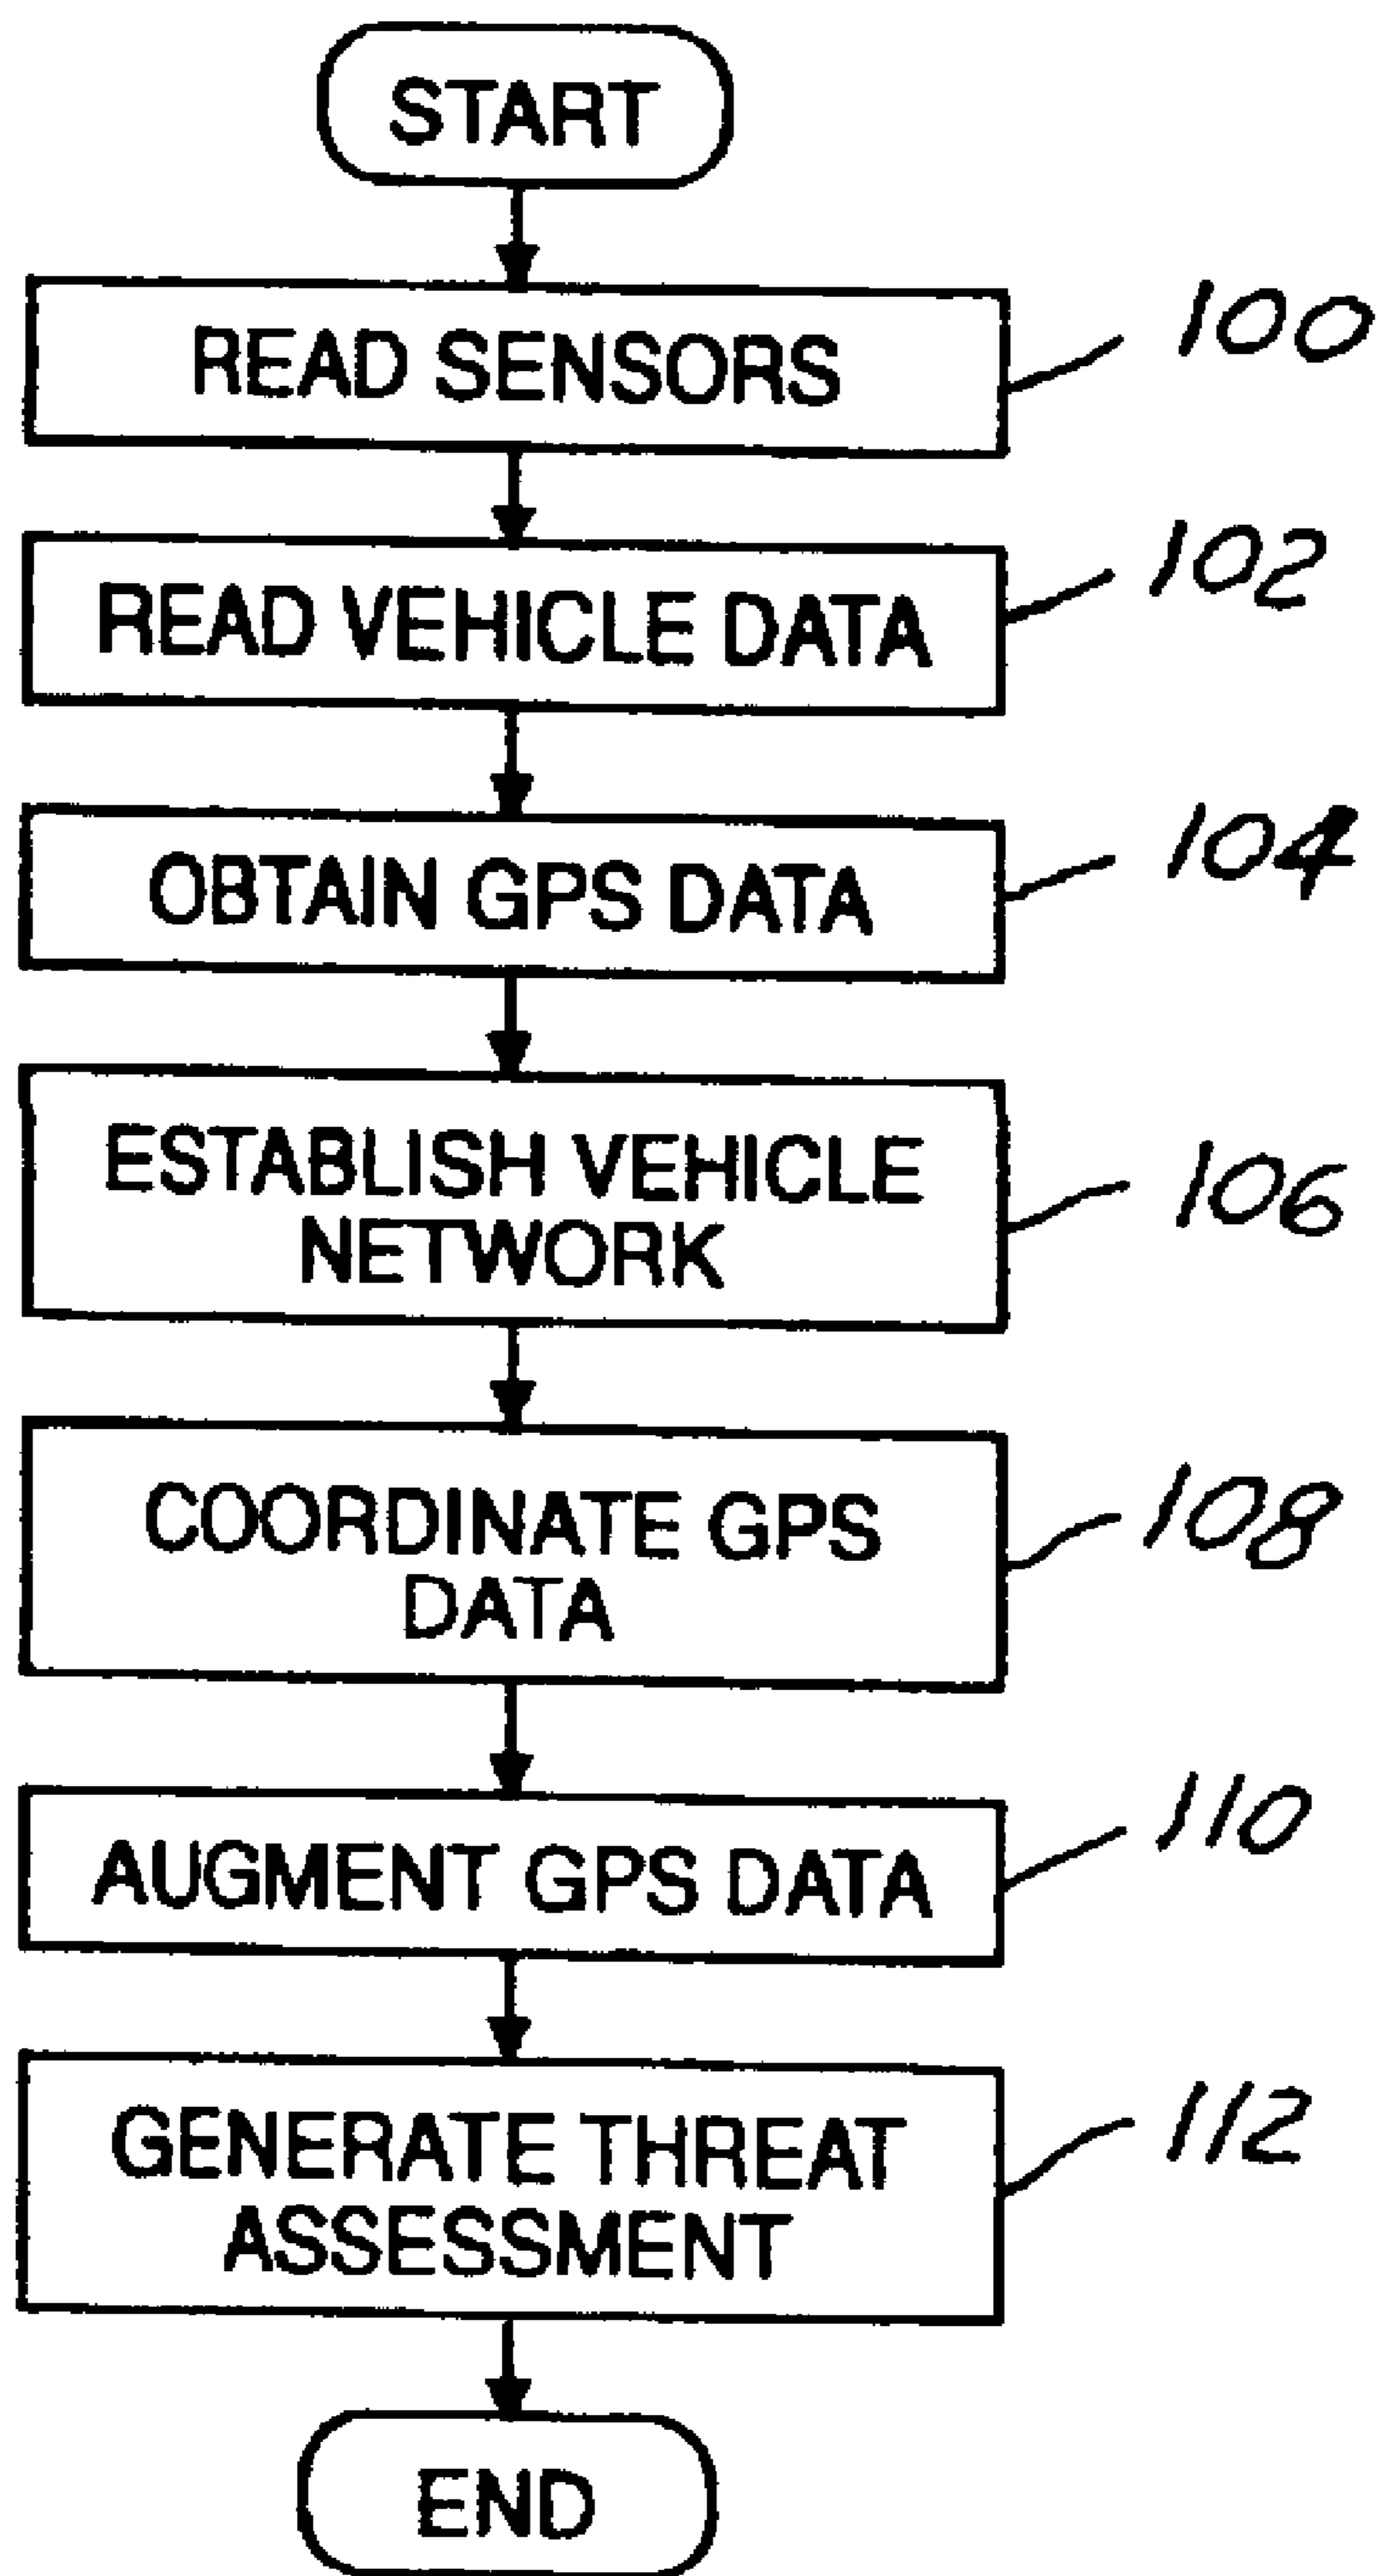 START
READ SENSORS
100
READ VEHICLE DATA
102
OBTAIN GPS DATA
104
ESTABLISH VEHICLE
NETWORK
106
COORDINATE GPS
DATA
108
AUGMENT GPS DATA
110
GENERATE THREAT
ASSESSMENT
112
END